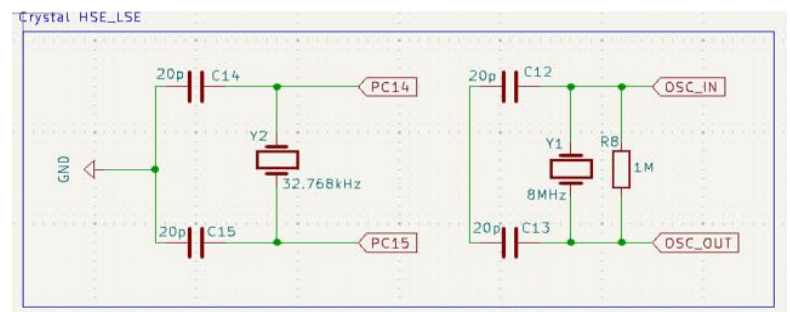 Crystal HSE_LSE
20p C14
PC14
Y2
32.768kHz
GND
20p C15
PC15
20p C12
OSC_IN
Y1
R8
1M
8MHz
20p C13
OSC_OUT